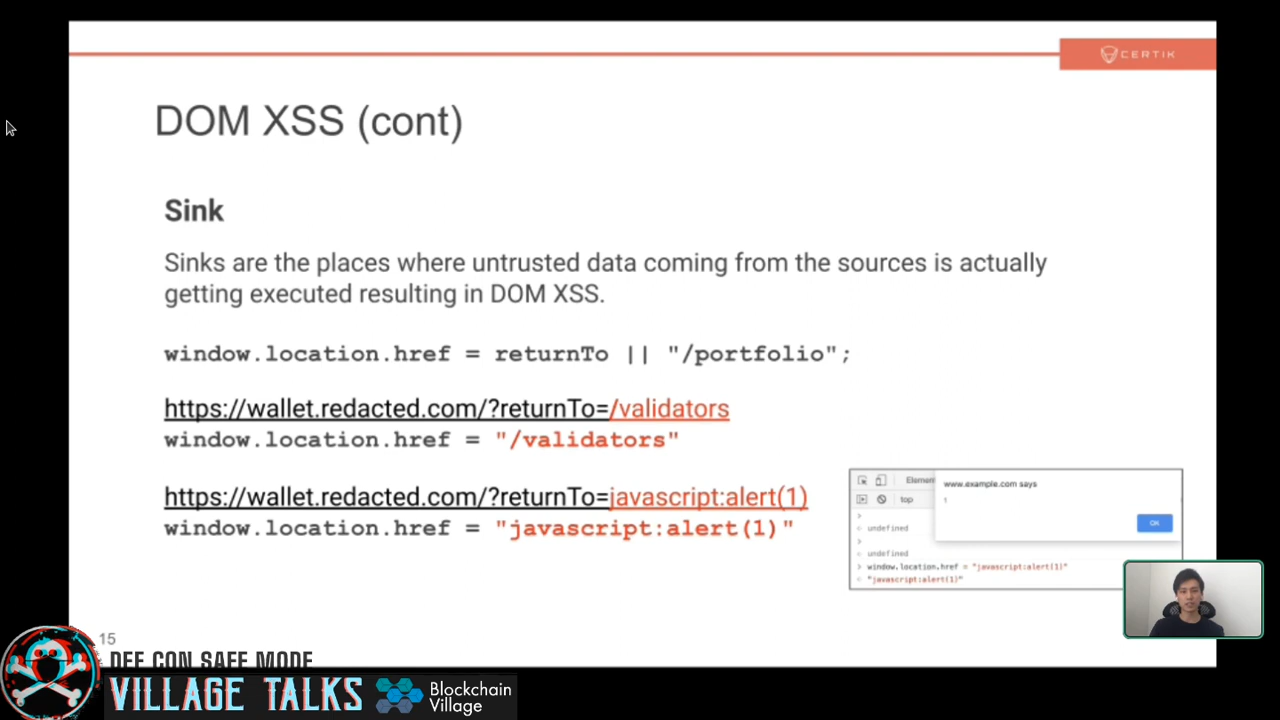 CERTIK
DOM XSS (cont)
Sink
Sinks are the places where untrusted data coming from the sources is actually
getting executed resulting in DOM XSS.
window.location.href = returnTo || "/portfolio";
https://wallet.redacted.com/?returnTo=/validators
window.location.href = "/validators"
https://wallet.redacted.com/?returnTo=javascript:alert(1)
window.location.href = "javascript:alert(1)"
Elemen
top
www.example.com says
1
OK
undefined
undefined
window.location.href = "javascript:alert(1)"
"javascript:alert(1)"
15
DEF CON SAFE MODE
VILLAGE TALKS
Blockchain
Village